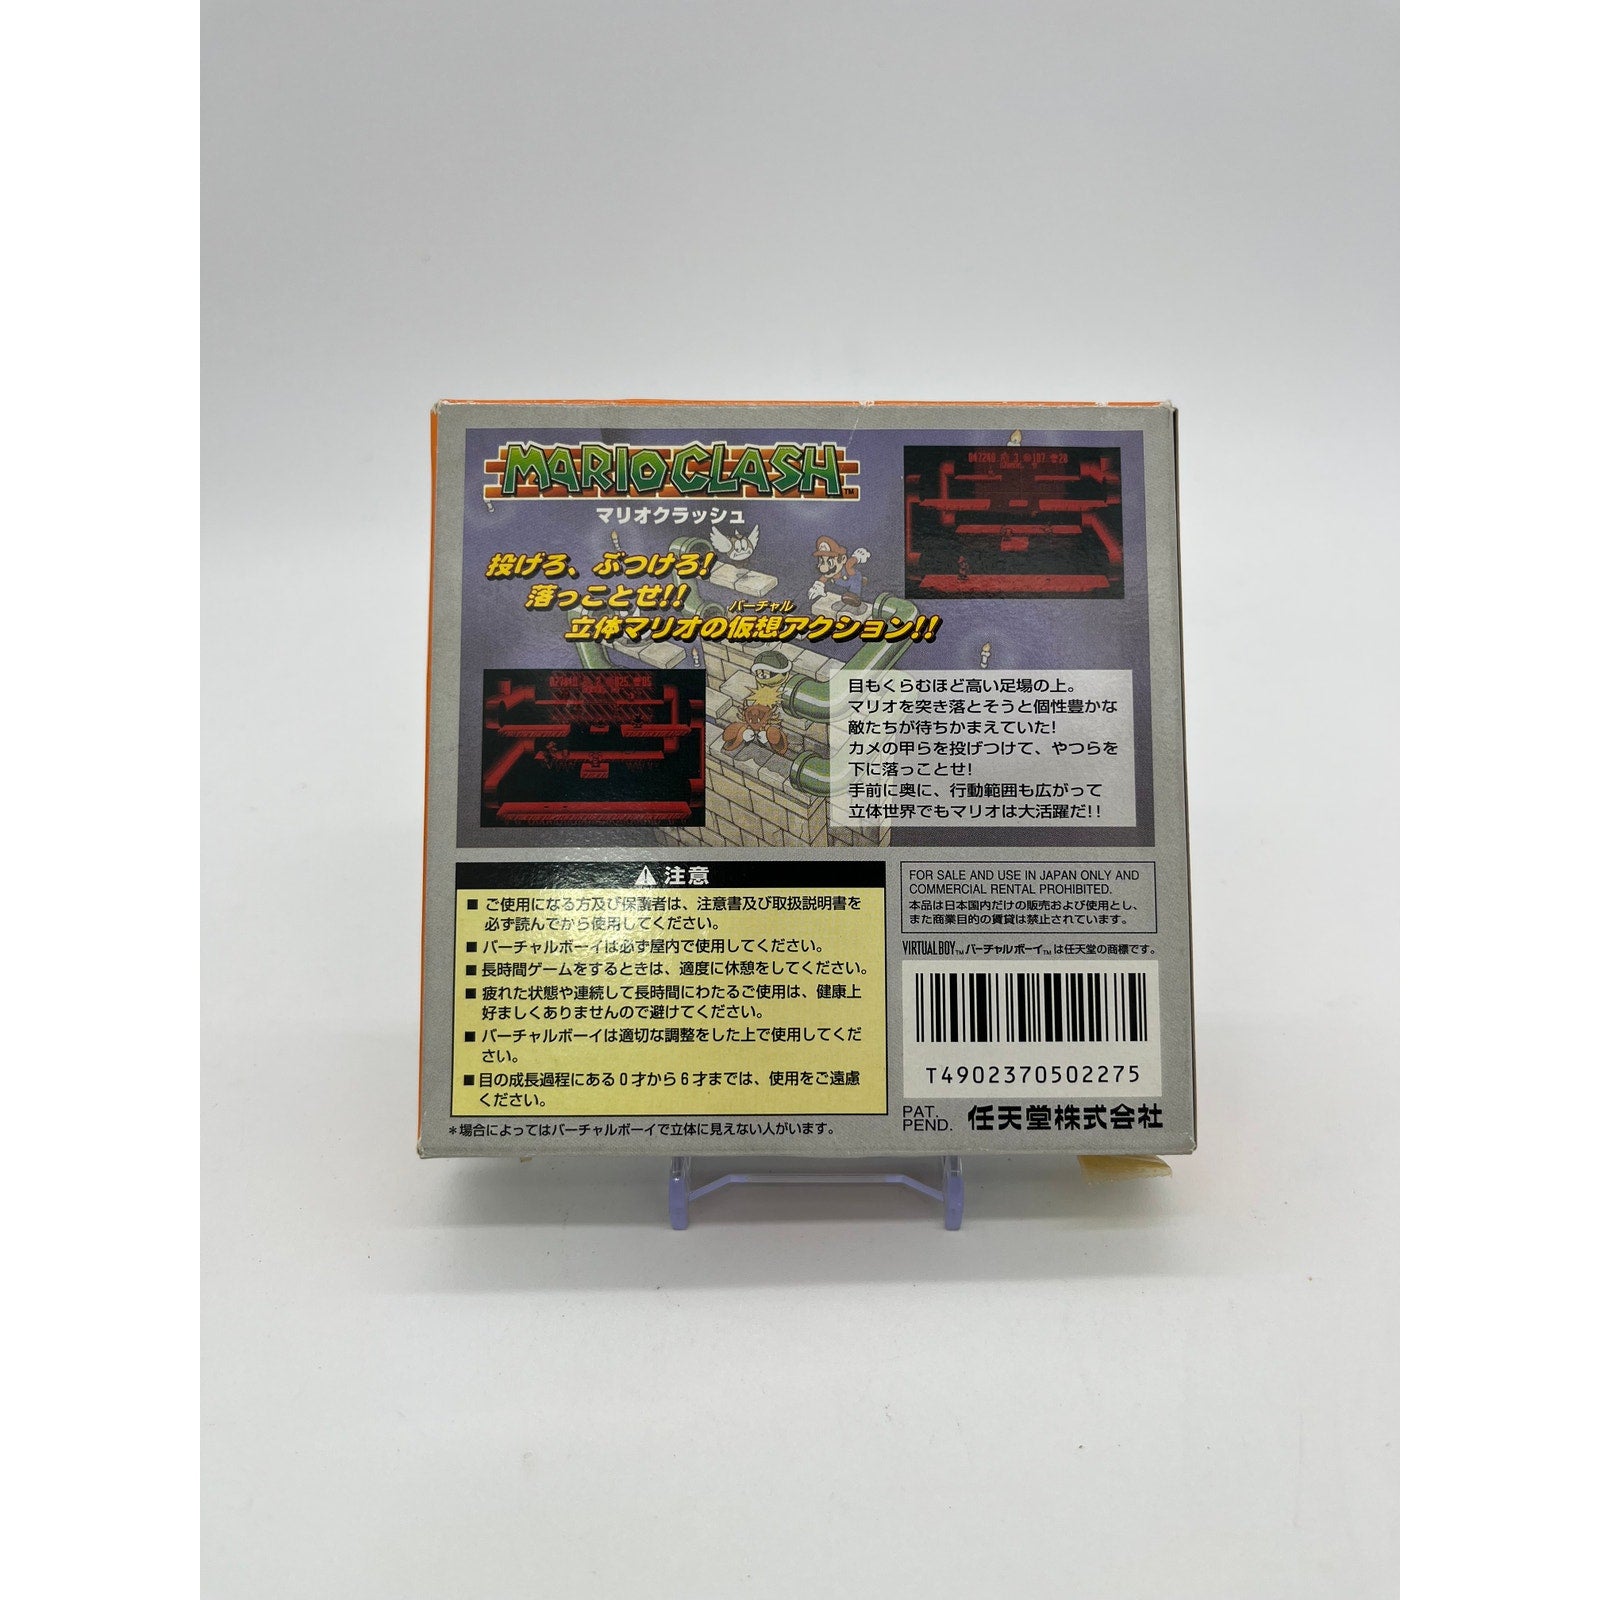 MARIO CLASH TM
マリオクラッシュ
投げろ、ぶつけろ!
落っことせ!!
バーチャル
立体マリオの仮想アクション!!
047240 3 107 28
目もくらむほど高い足場の上。
マリオを突き落とそうと個性豊かな
敵たちが待ちかまえていた!
カメの甲らを投げつけて、やつらを
下に落っことせ!
手前に奥に、行動範囲も広がって
立体世界でもマリオは大活躍だ!!
注意
■ ご使用になる方及び保護者は、注意書及び取扱説明書を
必ず読んでから使用してください。
■ バーチャルボーイは必ず屋内で使用してください。
■ 長時間ゲームをするときは、適度に休憩をしてください。
■ 疲れた状態や連続して長時間にわたるご使用は、健康上
好ましくありませんので避けてください。
■ バーチャルボーイは適切な調整をした上で使用してくだ
さい。
■ 目の成長過程にある0才から6才までは、使用をご遠慮
ください。
*場合によってはバーチャルボーイで立体に見えない人がいます。
FOR SALE AND USE IN JAPAN ONLY AND
COMMERCIAL RENTAL PROHIBITED.
本品は日本国内だけの販売および使用とし、
また商業目的の賃貸は禁止されています。
VIRTUAL BOY TM バーチャルボーイ TM は任天堂の商標です。
T4902370502275
PAT.
PEND.
任天堂株式会社